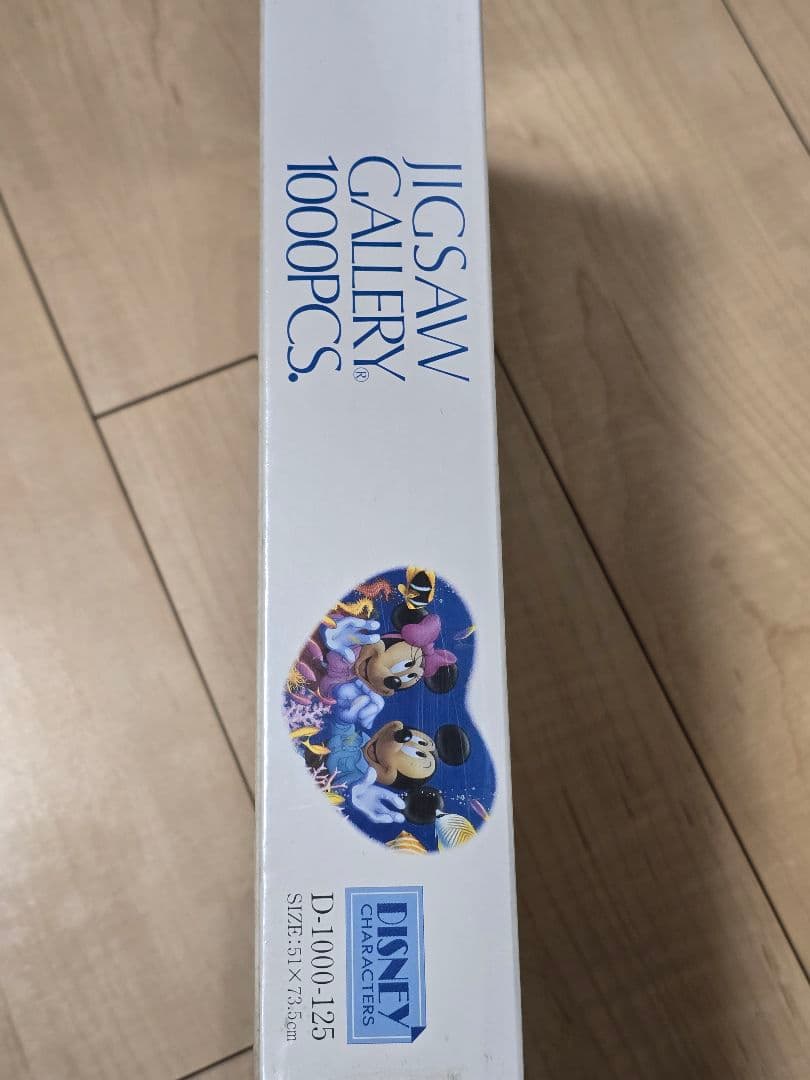 JIGSAW
GALLERY®
1000PCS.
DISNEY
CHARACTERS
D-1000-125
SIZE:51×73.5cm